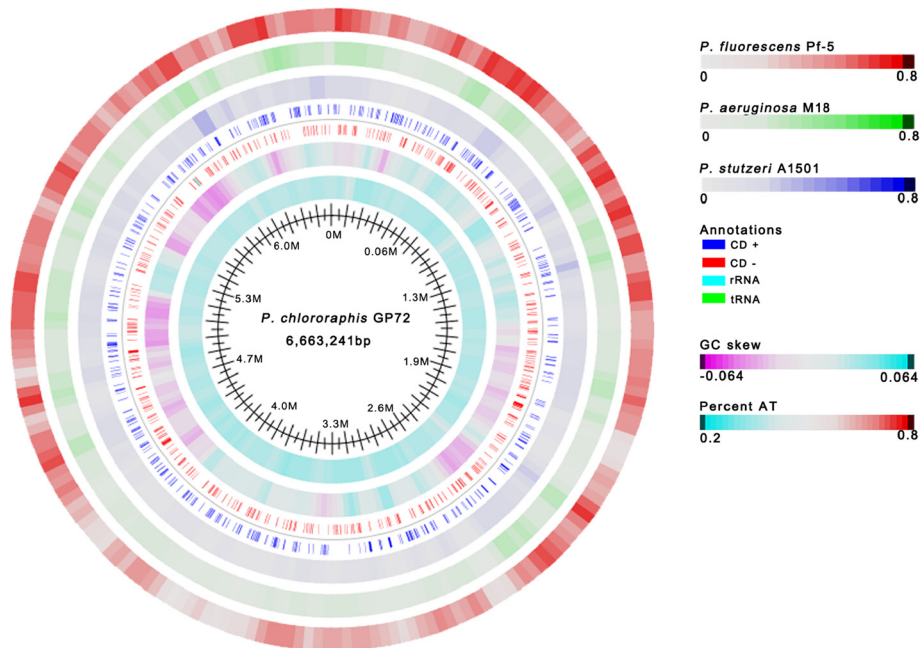 P. fluorescens Pf-5
0 0.8
P. aeruginosa M18
0 0.8
P. stutzeri A1501
0 0.8
Annotations
CD +
CD -
rRNA
tRNA
GC skew
-0.064 0.064
Percent AT
0.2 0.8
0M
0.06M
1.3M
1.9M
2.6M
3.3M
4.0M
4.7M
5.3M
6.0M
P. chlororaphis GP72
6,663,241bp